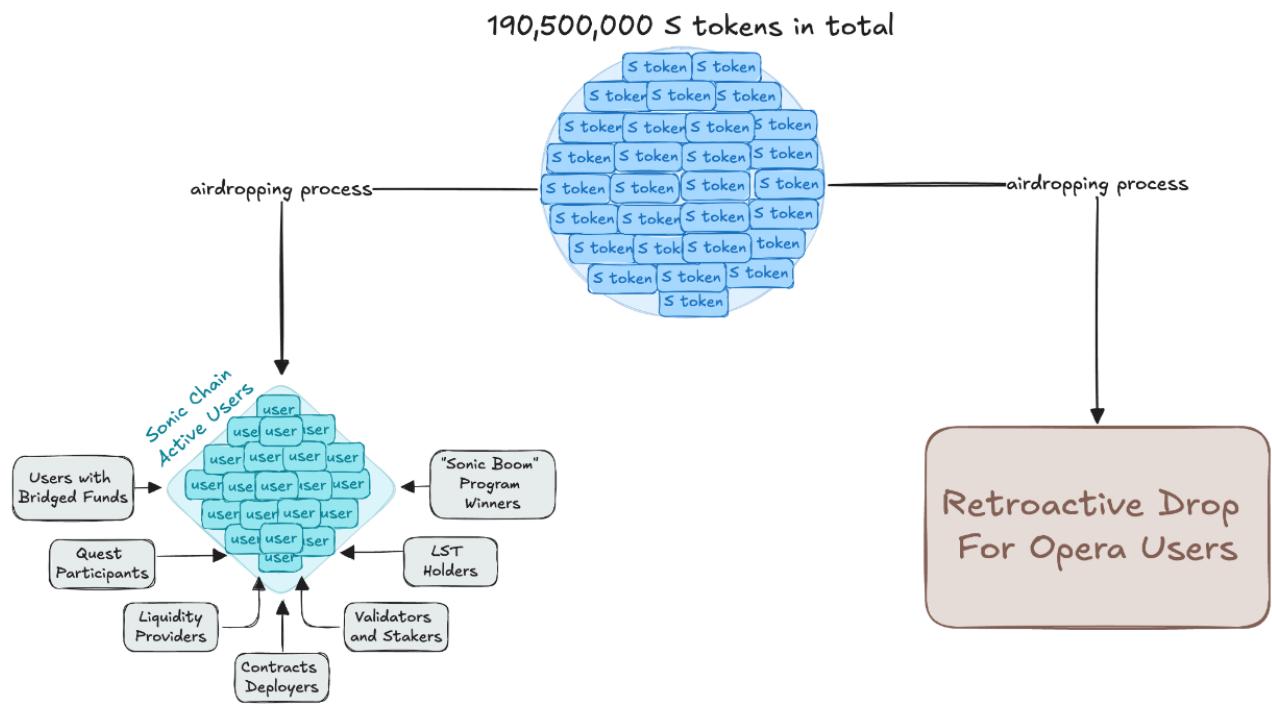 190,500,000 S tokens in total
S token S token
S token S token S token
S token S token S token S token
S token S token S token S token
S token S token S token S token
S token S token S token S token
S token S tok S token token
S token S token S token
S token
airdropping process
airdropping process
Sonic Chain
Active Users
user
use user user
user user user user
user use user user user
user user user user
user user user
user
Users with
Bridged Funds
"Sonic Boom"
Program
Winners
Quest
Participants
LST
Holders
Liquidity
Providers
Validators
and Stakers
Contracts
Deployers
Retroactive Drop
For Opera Users